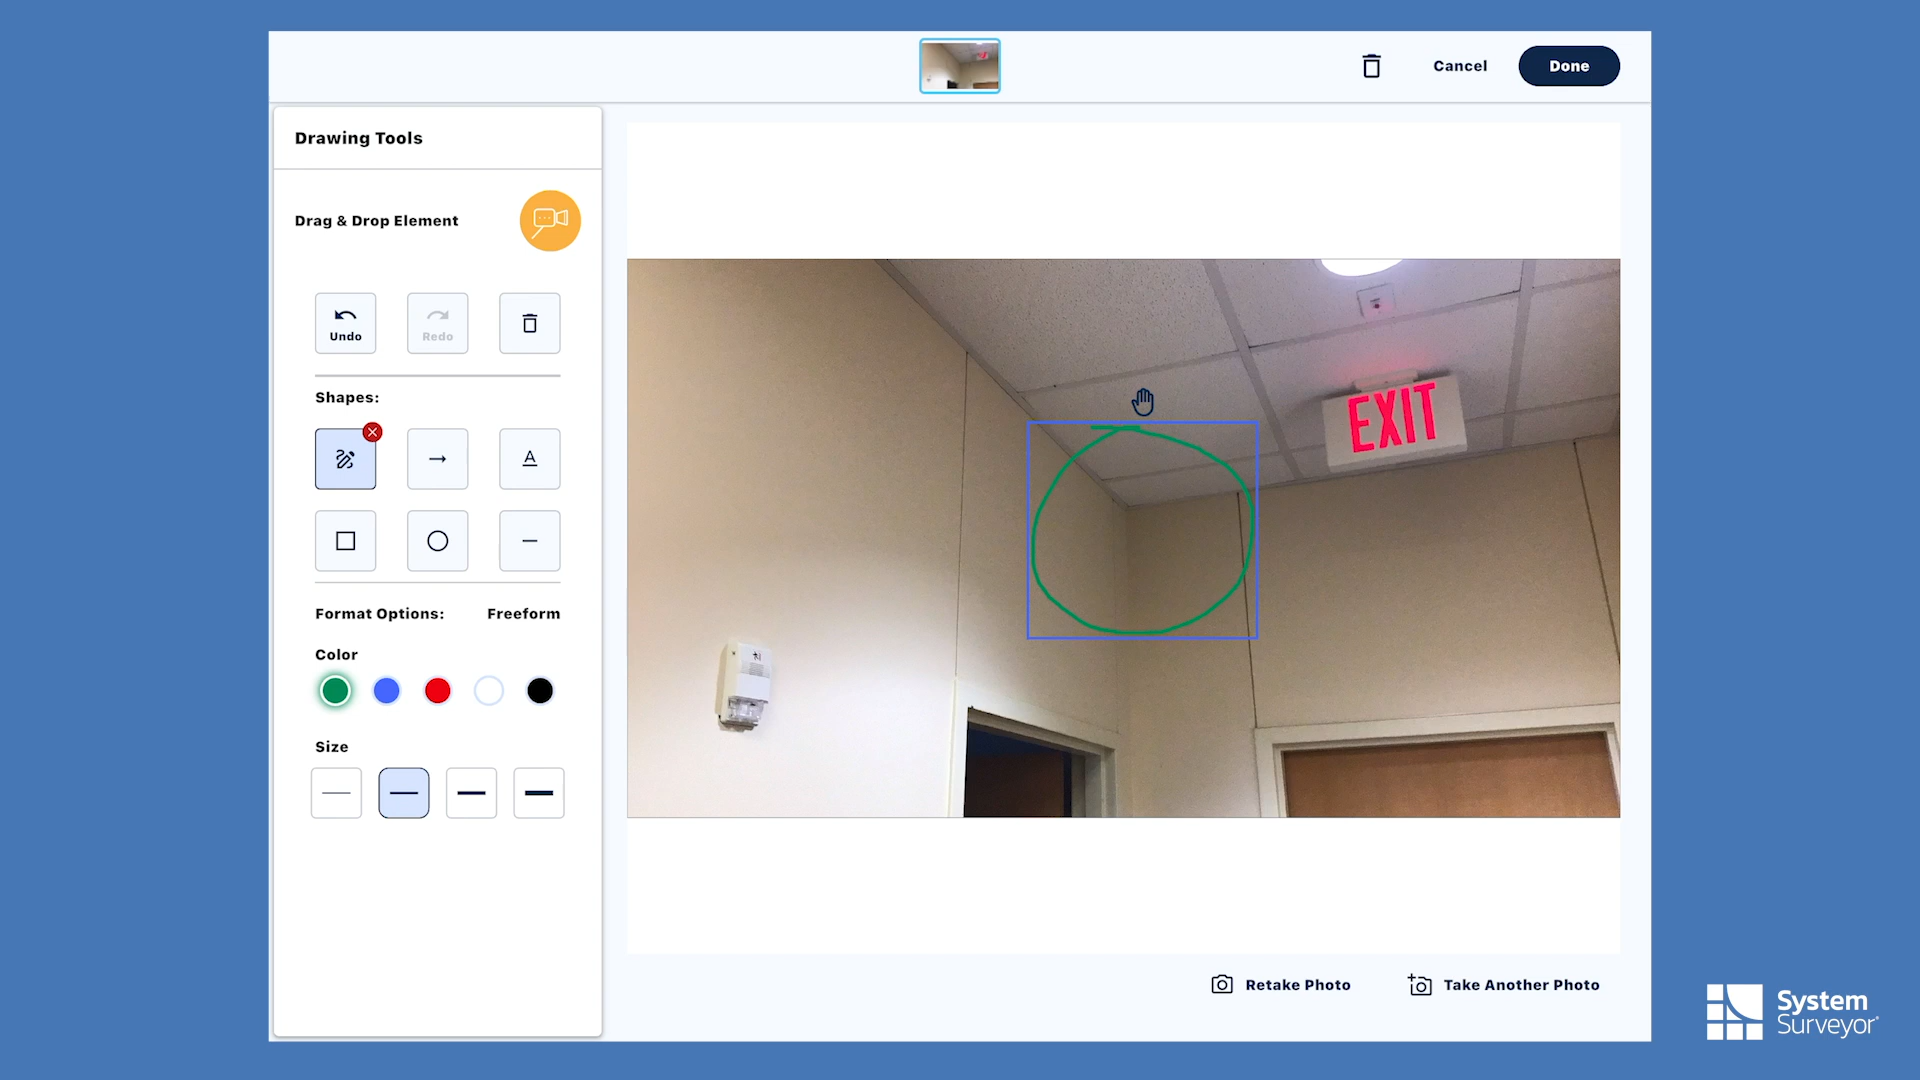 Cancel
Done
Drawing Tools
Drag & Drop Element
Undo
Redo
Shapes:
A
Format Options: Freeform
Color
Size
EXIT
Retake Photo
Take Another Photo
System
Surveyor